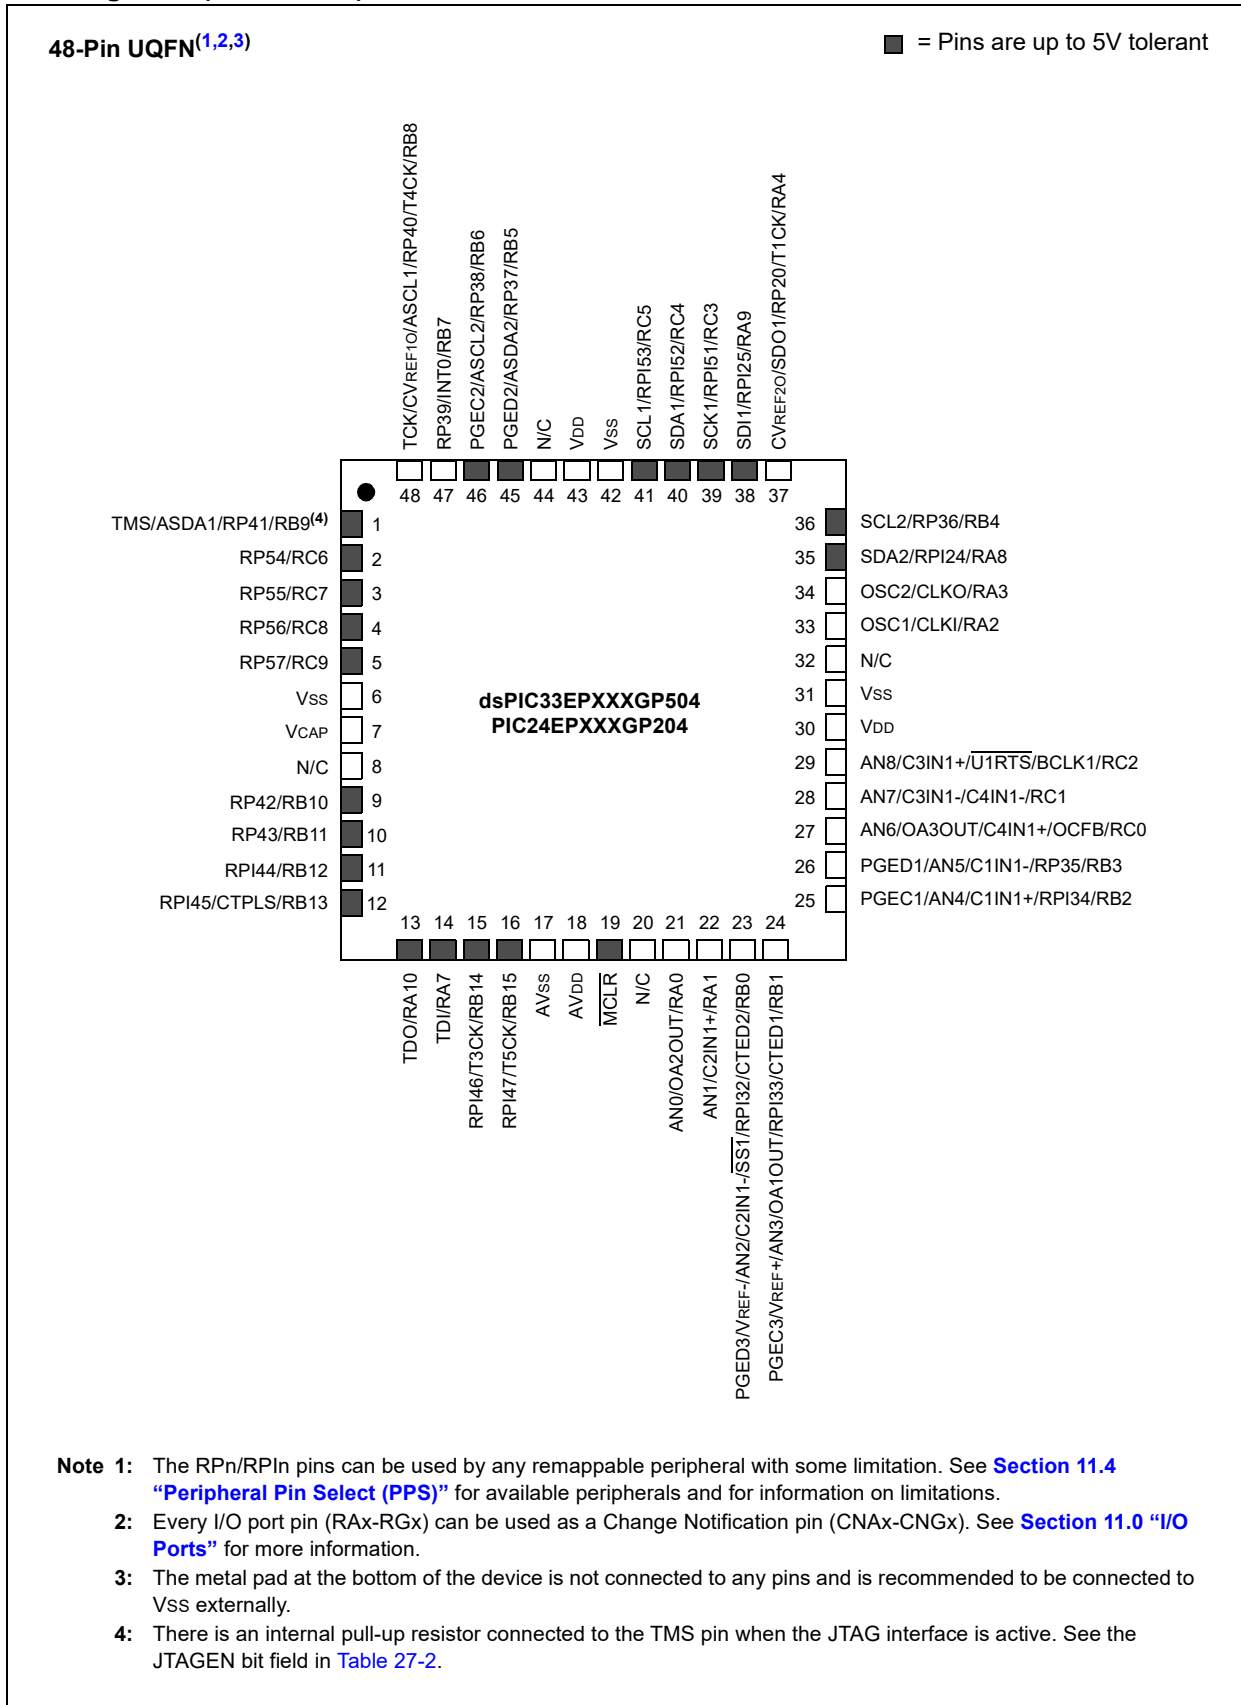 48-Pin UQFN(1,2,3)
= Pins are up to 5V tolerant
TCK/CVREF1O/ASCL1/RP40/T4CK/RB8
RP39/INT0/RB7
PGEC2/ASCL2/RP38/RB6
PGED2/ASDA2/RP37/RB5
N/C
VDD
VSS
SCL1/RPI53/RC5
SDA1/RPI52/RC4
SCK1/RPI51/RC3
SDI1/RPI25/RA9
CVREF2O/SDO1/RP20/T1CK/RA4
48 47 46 45 44 43 42 41 40 39 38 37
TMS/ASDA1/RP41/RB9(4) 1
RP54/RC6 2
RP55/RC7 3
RP56/RC8 4
RP57/RC9 5
VSS 6
VCAP 7
N/C 8
RP42/RB10 9
RP43/RB11 10
RPI44/RB12 11
RPI45/CTPLS/RB13 12
dsPIC33EPXXXGP504
PIC24EPXXXGP204
36 SCL2/RP36/RB4
35 SDA2/RPI24/RA8
34 OSC2/CLKO/RA3
33 OSC1/CLKI/RA2
32 N/C
31 VSS
30 VDD
29 AN8/C3IN1+/U1RTS/BCLK1/RC2
28 AN7/C3IN1-/C4IN1-/RC1
27 AN6/OA3OUT/C4IN1+/OCFB/RC0
26 PGED1/AN5/C1IN1-/RP35/RB3
25 PGEC1/AN4/C1IN1+/RPI34/RB2
13 14 15 16 17 18 19 20 21 22 23 24
TDO/RA10
TDI/RA7
RPI46/T3CK/RB14
RPI47/T5CK/RB15
AVSS
AVDD
MCLR
N/C
AN0/OA2OUT/RA0
AN1/C2IN1+/RA1
PGED3/VREF-/AN2/C2IN1-/SS1/RPI32/CTED2/RB0
PGEC3/VREF+/AN3/OA1OUT/RPI33/CTED1/RB1
Note 1: The RPn/RPIn pins can be used by any remappable peripheral with some limitation. See Section 11.4
“Peripheral Pin Select (PPS)” for available peripherals and for information on limitations.
2: Every I/O port pin (RAx-RGx) can be used as a Change Notification pin (CNAx-CNGx). See Section 11.0 “I/O
Ports” for more information.
3: The metal pad at the bottom of the device is not connected to any pins and is recommended to be connected to
VSS externally.
4: There is an internal pull-up resistor connected to the TMS pin when the JTAG interface is active. See the
JTAGEN bit field in Table 27-2.